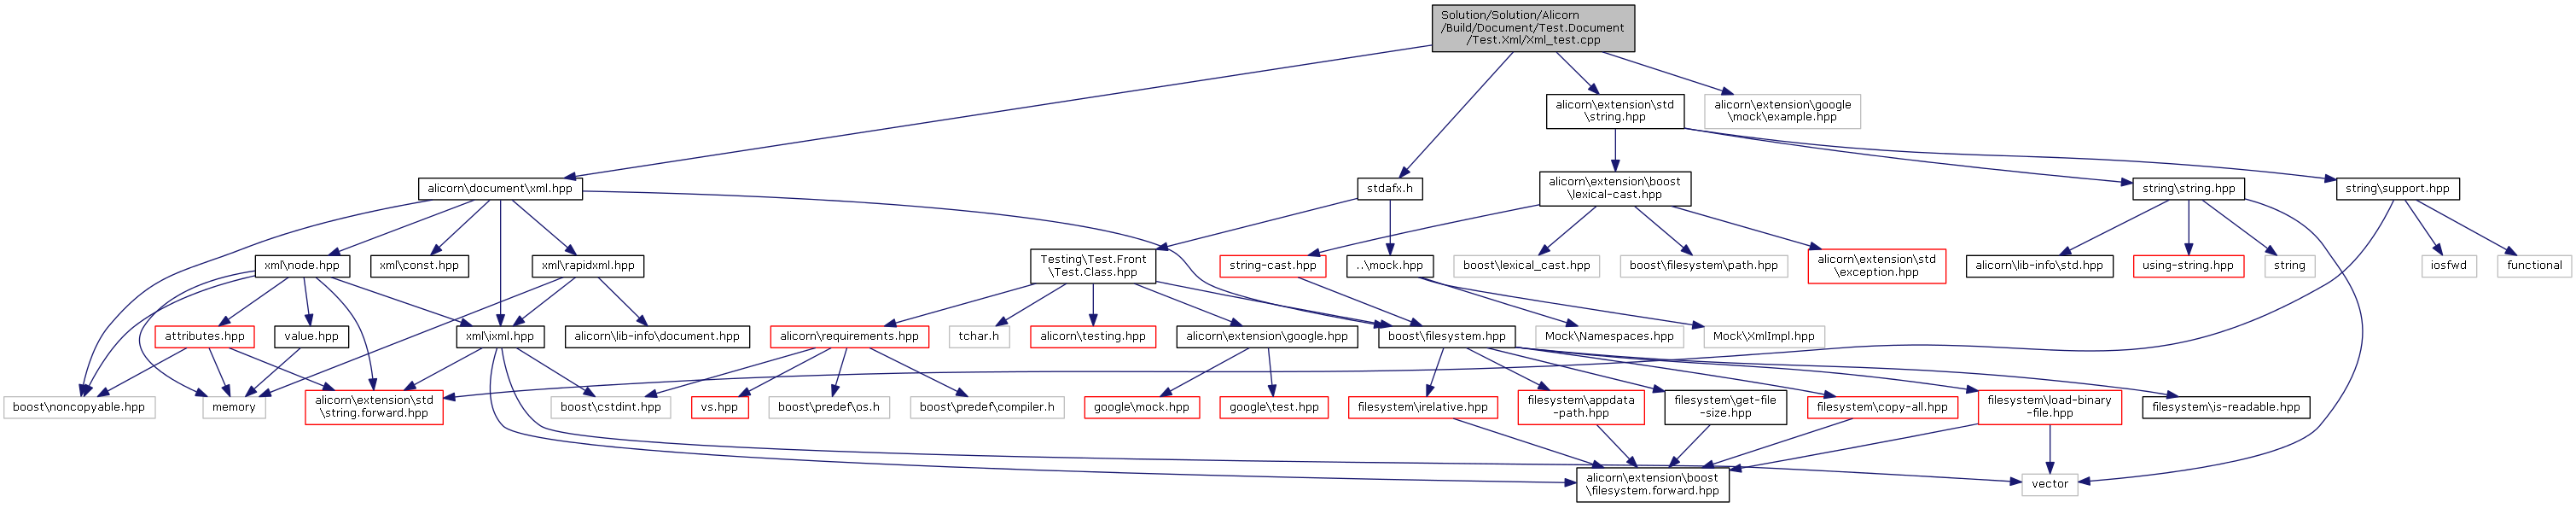 Solution/Solution/Alicorn
/Build/Document/Test.Document
/Test.Xml/Xml_test.cpp
alicorn\extension\std
\string.hpp
alicorn\extension\google
\mock\example.hpp
alicorn\document\xml.hpp
stdafx.h
alicorn\extension\boost
\lexical-cast.hpp
string\string.hpp
string\support.hpp
xml\node.hpp
xml\const.hpp
xml\rapidxml.hpp
Testing\Test.Front
\Test.Class.hpp
string-cast.hpp
..\mock.hpp
boost\lexical_cast.hpp
boost\filesystem\path.hpp
alicorn\extension\std
\exception.hpp
alicorn\lib-info\std.hpp
using-string.hpp
string
iosfwd
functional
attributes.hpp
value.hpp
xml\ixml.hpp
alicorn\lib-info\document.hpp
alicorn\requirements.hpp
tchar.h
alicorn\testing.hpp
alicorn\extension\google.hpp
boost\filesystem.hpp
Mock\Namespaces.hpp
Mock\XmlImpl.hpp
boost\noncopyable.hpp
memory
alicorn\extension\std
\string.forward.hpp
boost\cstdint.hpp
vs.hpp
boost\predef\os.h
boost\predef\compiler.h
google\mock.hpp
google\test.hpp
filesystem\irelative.hpp
filesystem\appdata
-path.hpp
filesystem\get-file
-size.hpp
filesystem\copy-all.hpp
filesystem\load-binary
-file.hpp
filesystem\is-readable.hpp
alicorn\extension\boost
\filesystem.forward.hpp
vector